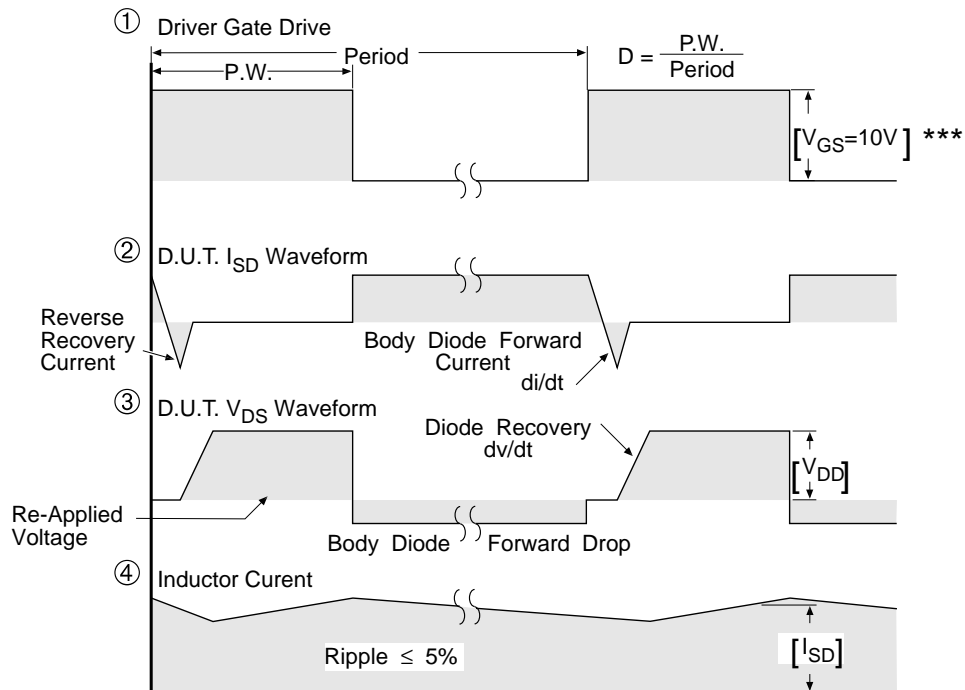 ① Driver Gate Drive
Period
P.W.
D = P.W.
Period
[VGS=10V] ***
② D.U.T. ISD Waveform
Reverse
Recovery
Current
Body Diode Forward
Current
di/dt
③ D.U.T. VDS Waveform
Diode Recovery
dv/dt
[VDD]
Re-Applied
Voltage
Body Diode Forward Drop
④ Inductor Curent
Ripple ≤ 5%
[ISD]